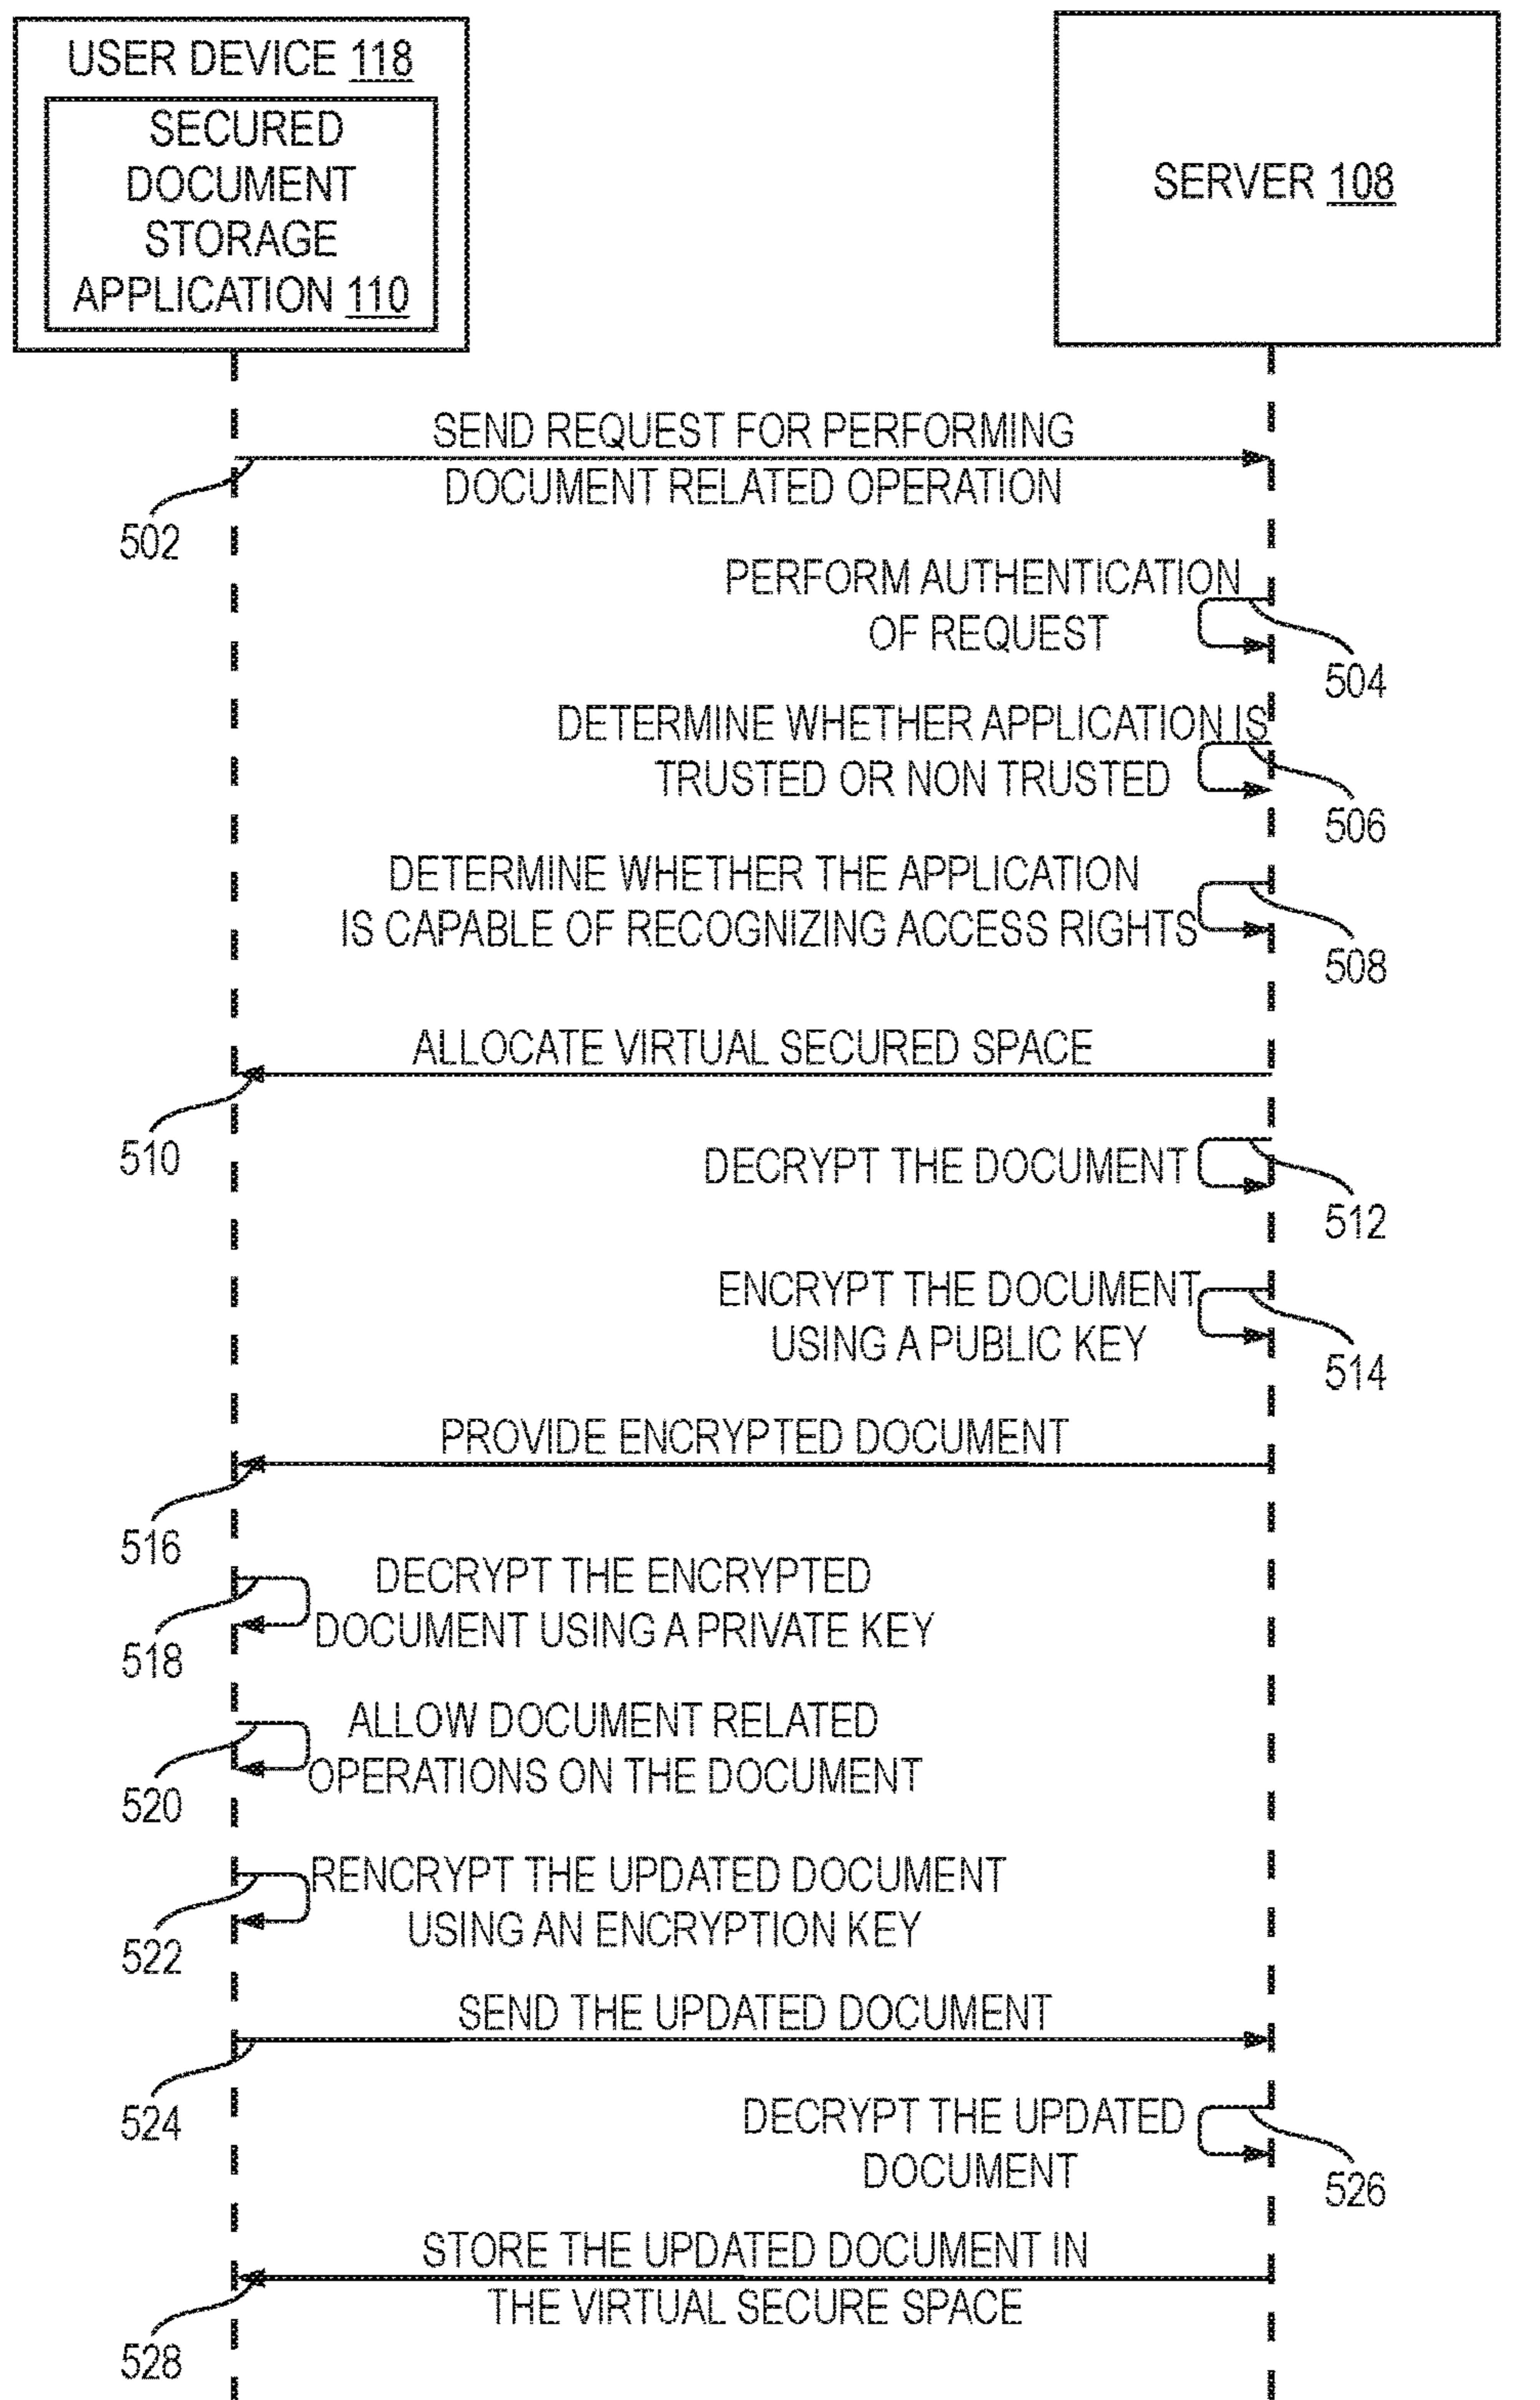 USER DEVICE 118
SECURED
DOCUMENT
STORAGE
APPLICATION 110
SERVER 108
SEND REQUEST FOR PERFORMING
DOCUMENT RELATED OPERATION
502
PERFORM AUTHENTICATION
OF REQUEST
504
DETERMINE WHETHER APPLICATION IS
TRUSTED OR NON TRUSTED
506
DETERMINE WHETHER THE APPLICATION
IS CAPABLE OF RECOGNIZING ACCESS RIGHTS
508
ALLOCATE VIRTUAL SECURED SPACE
510
DECRYPT THE DOCUMENT
512
ENCRYPT THE DOCUMENT
USING A PUBLIC KEY
514
PROVIDE ENCRYPTED DOCUMENT
516
DECRYPT THE ENCRYPTED
DOCUMENT USING A PRIVATE KEY
518
ALLOW DOCUMENT RELATED
OPERATIONS ON THE DOCUMENT
520
RENCRYPT THE UPDATED DOCUMENT
USING AN ENCRYPTION KEY
522
SEND THE UPDATED DOCUMENT
524
DECRYPT THE UPDATED
DOCUMENT
526
STORE THE UPDATED DOCUMENT IN
THE VIRTUAL SECURE SPACE
528